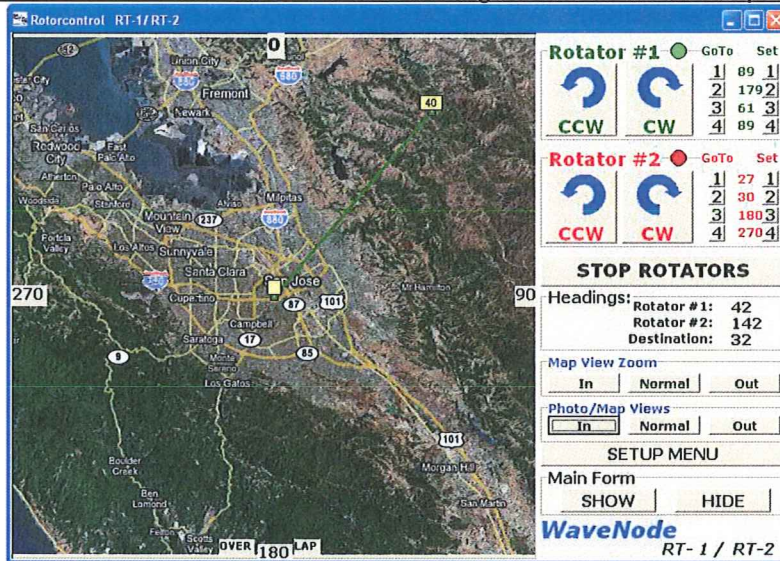 Rotorcontrol RT-1/ RT-2
0
Union City
880
Fremont
Newark
San Carlos
Redwood City
East Palo Alto
Atherton
Palo Alto
Woodside
Stanford
Alviso
Milpitas
Mountain View
237
880
Portola Valley
Los Altos
Sunnyvale
Santa Clara
San Jose
40
270
90
Cupertino
87
101
Mt Hamilton
Campbell
Saratoga
17
85
9
Monte Sereno
Los Gatos
101
Boulder Creek
Morgan Hill
Ben Lomond
San Martin
Felton
Scotts Valley
OVER 180 LAP
Rotator #1 GoTo Set
1 89 1
2 179 2
3 61 3
4 89 4
CCW CW
Rotator #2 GoTo Set
1 27 1
2 30 2
3 180 3
4 270 4
CCW CW
STOP ROTATORS
Headings:
Rotator #1: 42
Rotator #2: 142
Destination: 32
Map View Zoom
In Normal Out
Photo/Map Views
In Normal Out
SETUP MENU
Main Form
SHOW HIDE
WaveNode
RT- 1 / RT-2